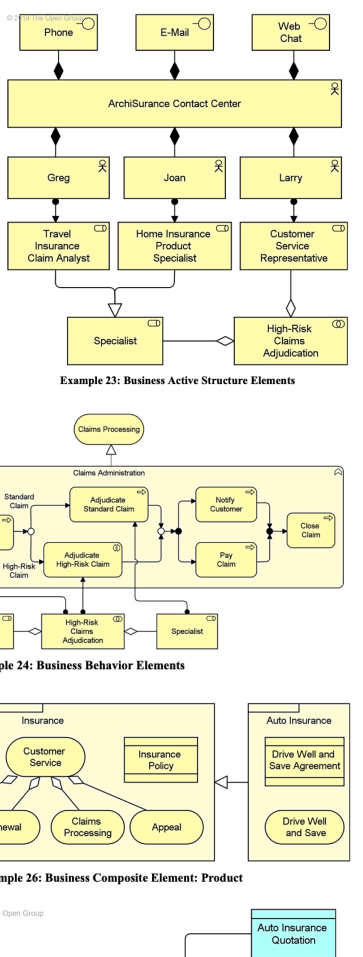 © 2019 The Open Group
Phone
E-Mail
Web
Chat
ArchiSurance Contact Center
Greg
Joan
Larry
Travel
Insurance
Claim Analyst
Home Insurance
Product
Specialist
Customer
Service
Representative
Specialist
High-Risk
Claims
Adjudication
Example 23: Business Active Structure Elements
Claims Processing
Claims Administration
Standard
Claim
Adjudicate
Standard Claim
Notify
Customer
Close
Claim
High-Risk
Claim
Adjudicate
High-Risk Claim
Pay
Claim
High-Risk
Claims
Adjudication
Specialist
ple 24: Business Behavior Elements
Insurance
Auto Insurance
Customer
Service
Insurance
Policy
Drive Well and
Save Agreement
newal
Claims
Processing
Appeal
Drive Well
and Save
mple 26: Business Composite Element: Product
Open Group
Auto Insurance
Quotation